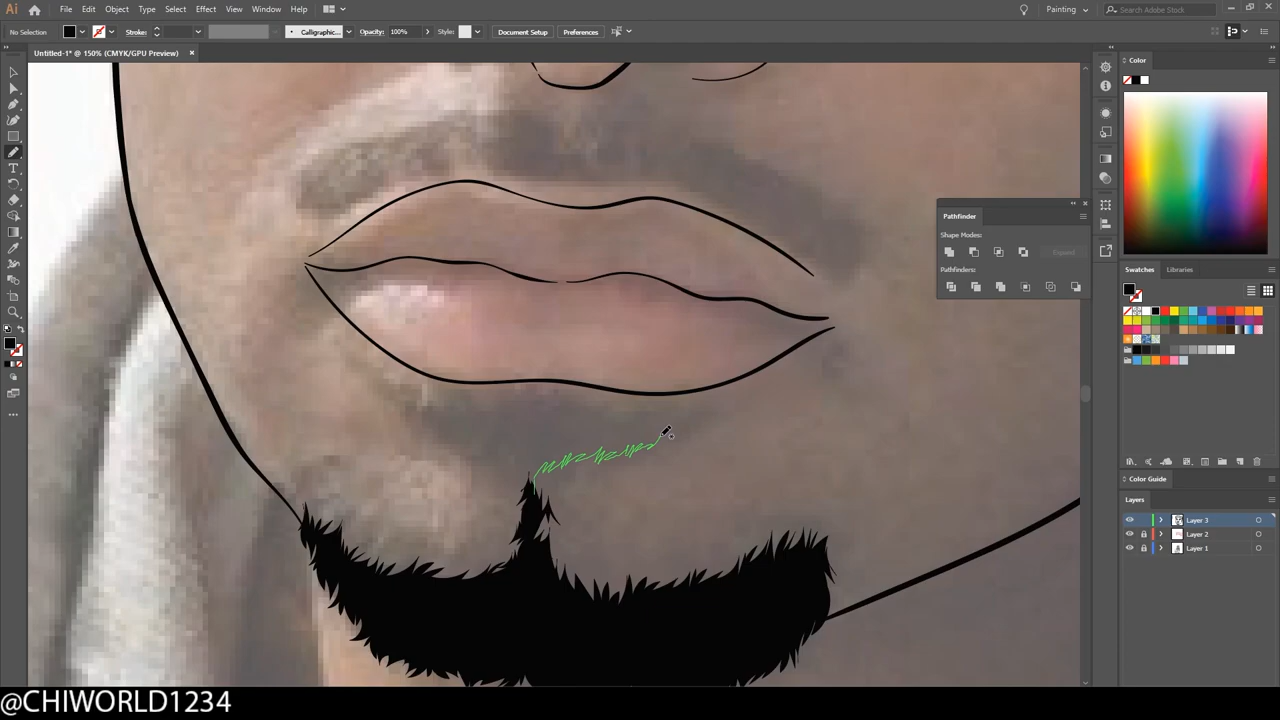 Ai File Edit Object Type Select Effect View Window Help Painting Search Adobe Stock
No Selection Stroke: Calligraphic... Opacity: 100% Style: Document Setup Preferences
Untitled-1* @ 150% (CMYK/GPU Preview)
Color
Pathfinder
Shape Modes:
Expand
Pathfinders:
Swatches Libraries
Color Guide
Layers
Layer 3
Layer 2
Layer 1
@CHIWORLD1234